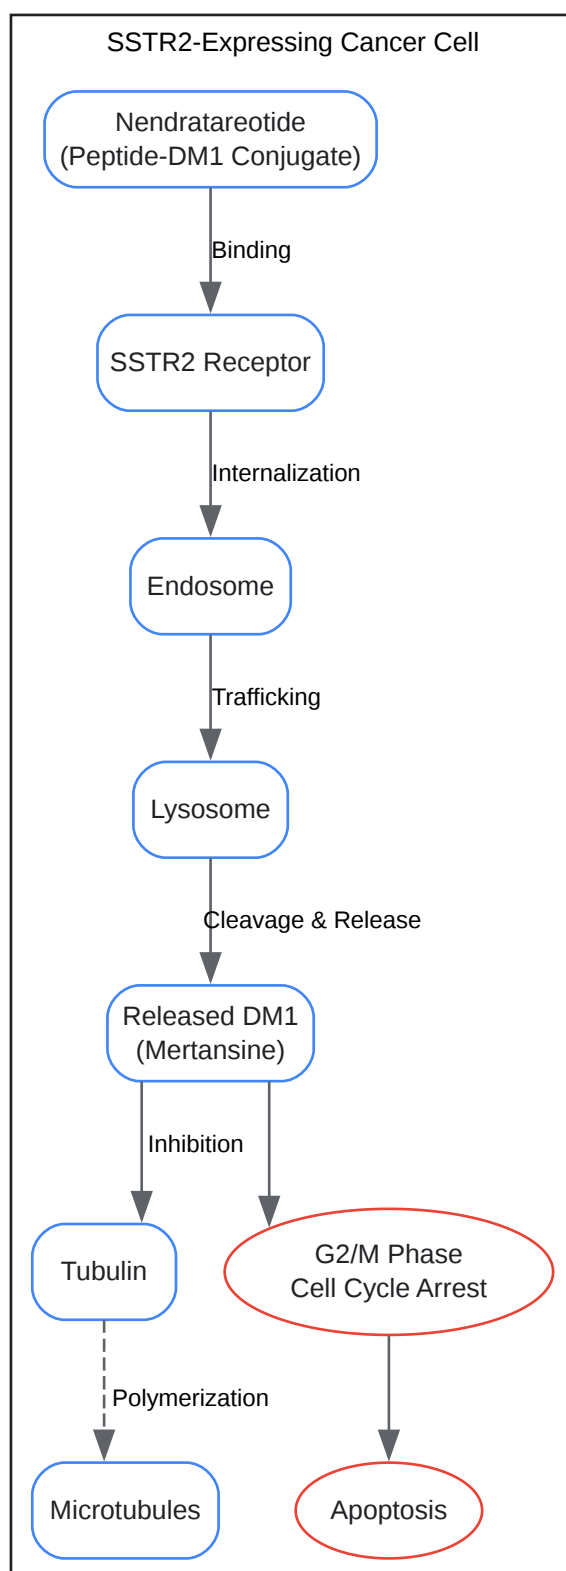 SSTR2-Expressing Cancer Cell
Nendratareotide
(Peptide-DM1 Conjugate)
Binding
SSTR2 Receptor
Internalization
Endosome
Trafficking
Lysosome
Cleavage & Release
Released DM1
(Mertansine)
Inhibition
Tubulin
G2/M Phase
Cell Cycle Arrest
Polymerization
Microtubules
Apoptosis